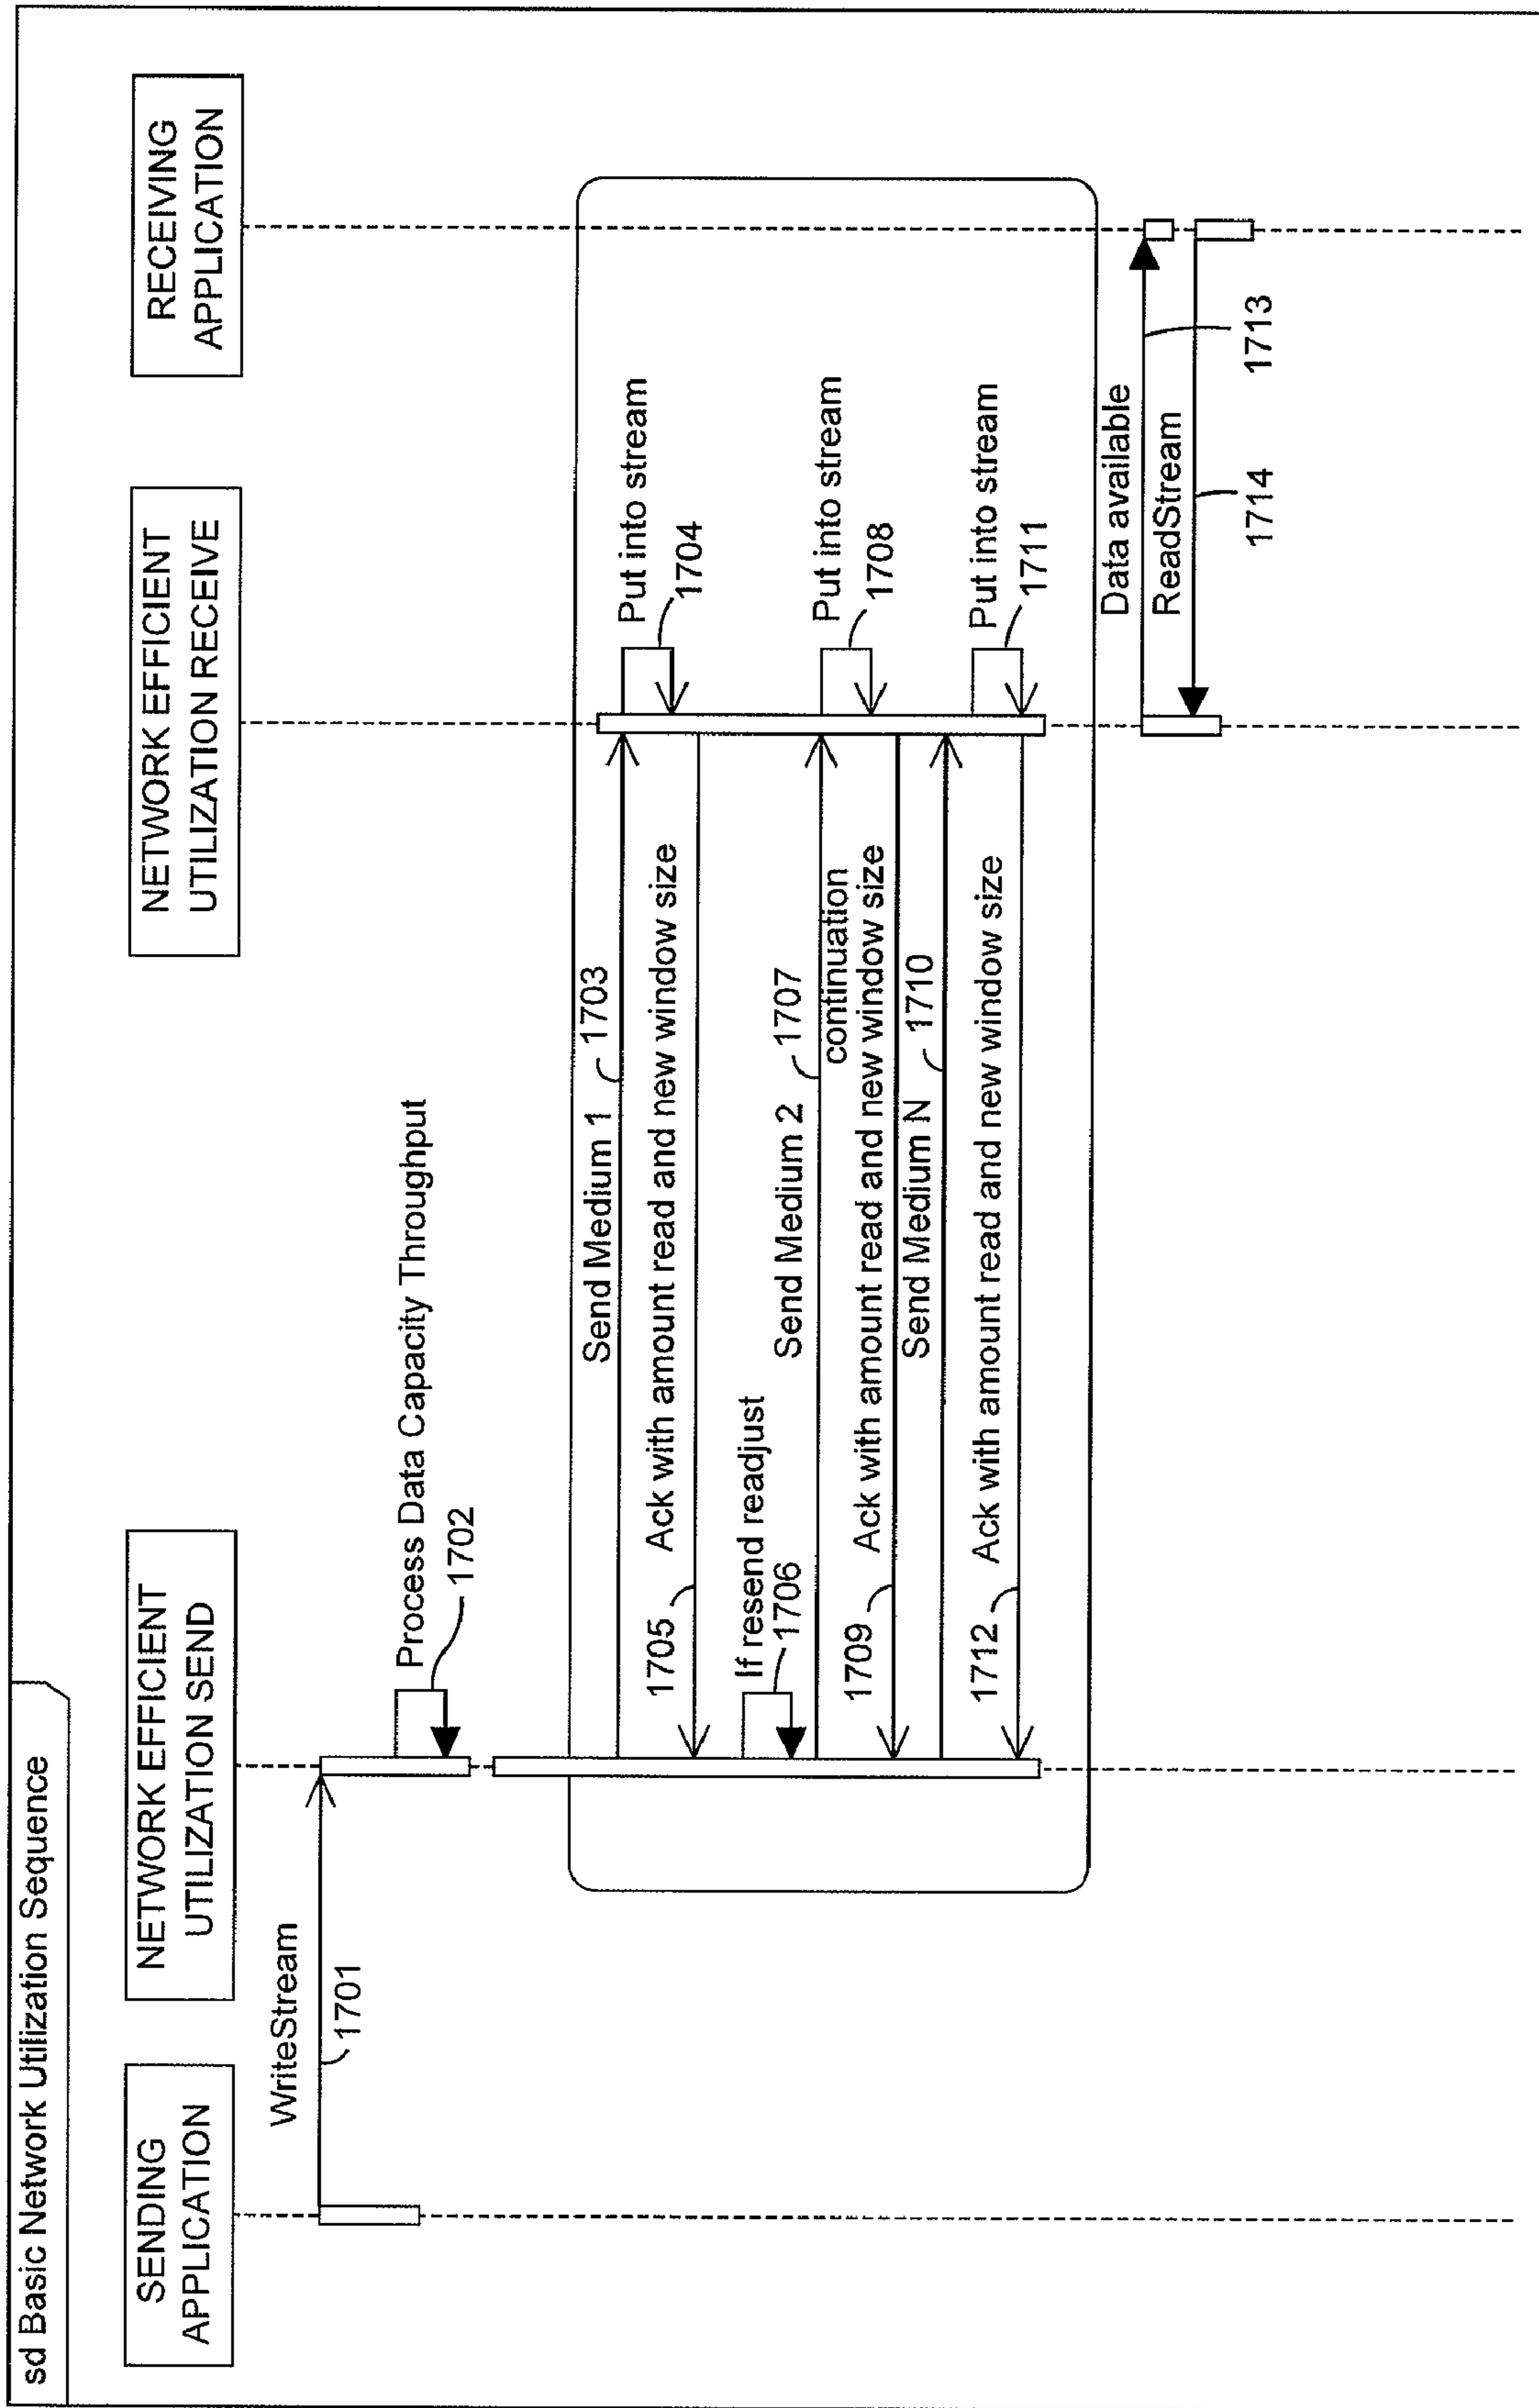 sd Basic Network Utilization Sequence
SENDING
APPLICATION
NETWORK EFFICIENT
UTILIZATION SEND
NETWORK EFFICIENT
UTILIZATION RECEIVE
RECEIVING
APPLICATION
WriteStream
1701
Process Data Capacity Throughput
1702
Send Medium 1
1703
Put into stream
1704
Ack with amount read and new window size
1705
If resend readjust
1706
Send Medium 2
1707
continuation
Put into stream
1708
Ack with amount read and new window size
1709
Send Medium N
1710
Put into stream
1711
Ack with amount read and new window size
1712
Data available
1713
ReadStream
1714